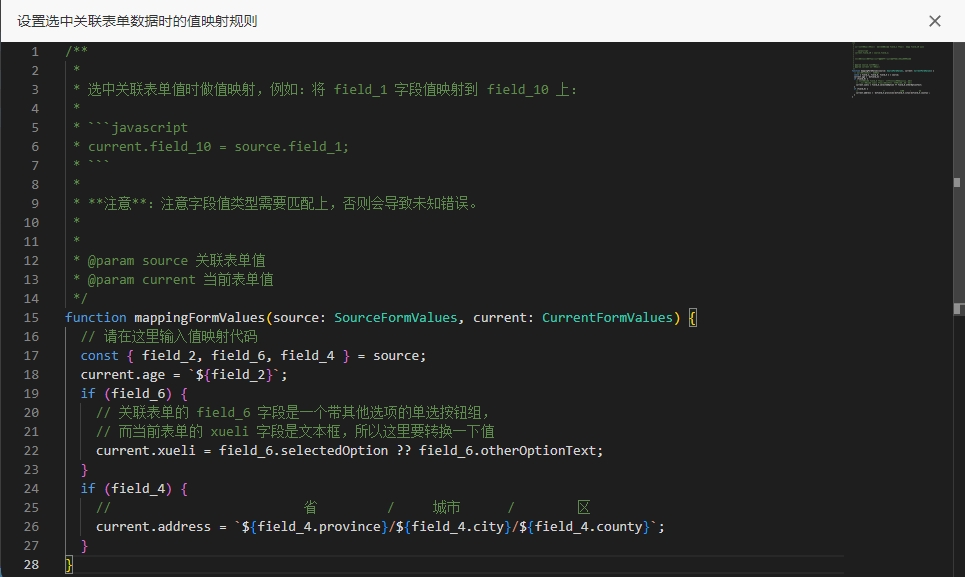 设置选中关联表单数据时的值映射规则
1 /**
2  *
3  * 选中关联表单值时做值映射，例如：将 field_1 字段值映射到 field_10 上：
4  *
5  * ```javascript
6  * current.field_10 = source.field_1;
7  * ```
8  *
9  * **注意**：注意字段值类型需要匹配上，否则会导致未知错误。
10  *
11  *
12  * @param source 关联表单值
13  * @param current 当前表单值
14  */
15 function mappingFormValues(source: SourceFormValues, current: CurrentFormValues) {
16   // 请在这里输入值映射代码
17   const { field_2, field_6, field_4 } = source;
18   current.age = `${field_2}`;
19   if (field_6) {
20     // 关联表单的 field_6 字段是一个带其他选项的单选按钮组，
21     // 而当前表单的 xueli 字段是文本框，所以这里要转换一下值
22     current.xueli = field_6.selectedOption ?? field_6.otherOptionText;
23   }
24   if (field_4) {
25     //                         省         /     城市      /        区
26     current.address = `${field_4.province}/${field_4.city}/${field_4.county}`;
27   }
28 }